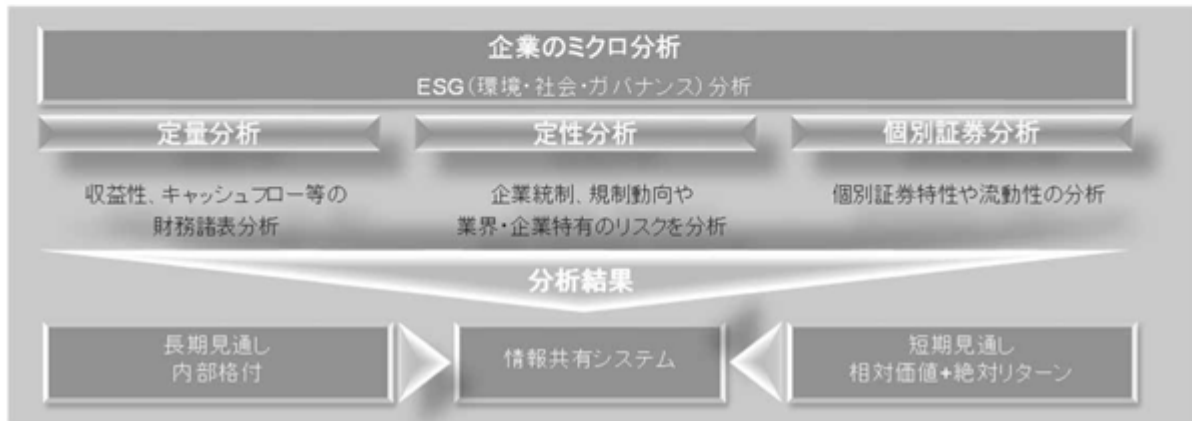 企業のミクロ分析
ESG(環境・社会・ガバナンス)分析
定量分析
収益性、キャッシュフロー等の
財務諸表分析
定性分析
企業統制、規制動向や
業界・企業特有のリスクを分析
個別証券分析
個別証券特性や流動性の分析
分析結果
長期見通し
内部格付
情報共有システム
短期見通し
相対価値+絶対リターン